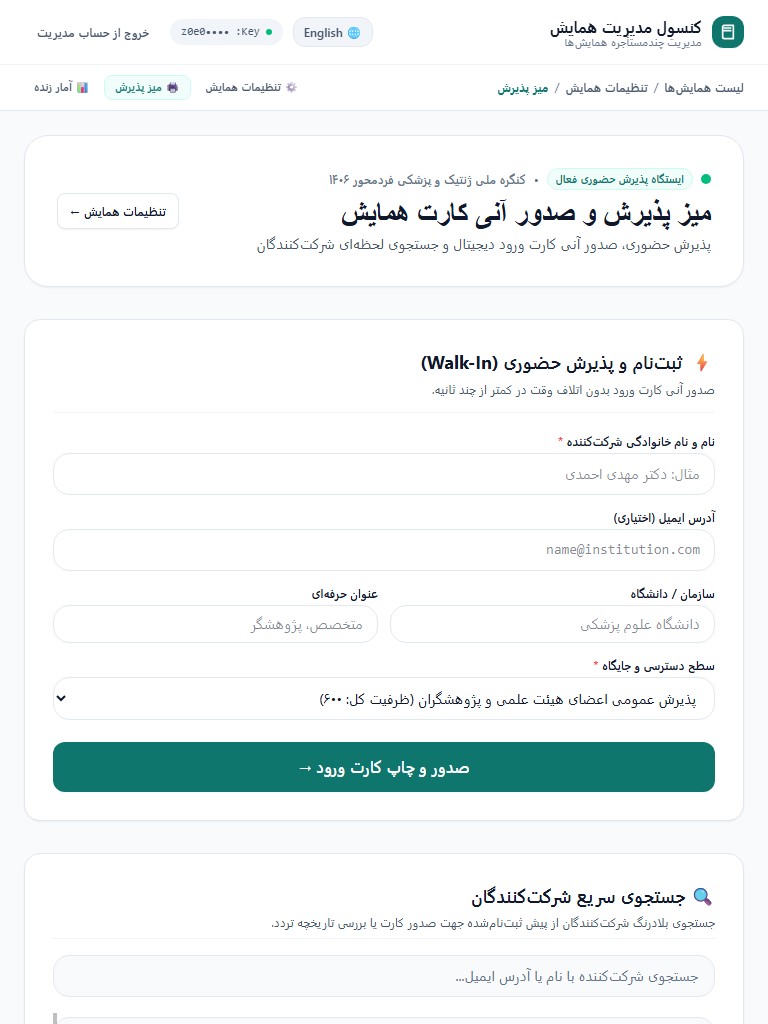 کنسول مدیریت همایش
مدیریت چندمستأجره همایش‌ها
English
Key: z0e0••••
خروج از حساب مدیریت
لیست همایش‌ها / تنظیمات همایش / میز پذیرش
تنظیمات همایش
میز پذیرش
آمار زنده
ایستگاه پذیرش حضوری فعال • کنگره ملی ژنتیک و پزشکی فردمحور ۱۴۰۶
میز پذیرش و صدور آنی کارت همایش
پذیرش حضوری، صدور آنی کارت ورود دیجیتال و جستجوی لحظه‌ای شرکت‌کنندگان
تنظیمات همایش ←
ثبت‌نام و پذیرش حضوری (Walk-In)
صدور آنی کارت ورود بدون اتلاف وقت در کمتر از چند ثانیه.
نام و نام خانوادگی شرکت‌کننده *
مثال: دکتر مهدی احمدی
آدرس ایمیل (اختیاری)
name@institution.com
سازمان / دانشگاه
دانشگاه علوم پزشکی
عنوان حرفه‌ای
متخصص، پژوهشگر
سطح دسترسی و جایگاه *
پذیرش عمومی اعضای هیئت علمی و پژوهشگران (ظرفیت کل: ۶۰۰)
صدور و چاپ کارت ورود →
جستجوی سریع شرکت‌کنندگان
جستجوی بلادرنگ شرکت‌کنندگان از پیش ثبت‌نام‌شده جهت صدور کارت یا بررسی تاریخچه تردد.
جستجوی شرکت‌کننده با نام یا آدرس ایمیل...